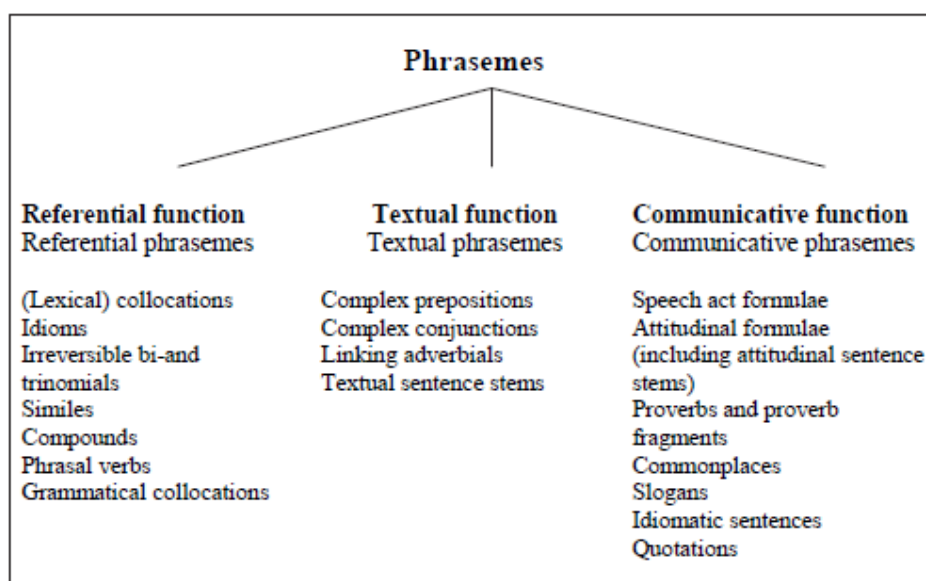 Phrasemes
Referential function
Referential phrasemes
(Lexical) collocations
Idioms
Irreversible bi-and
trinomials
Similes
Compounds
Phrasal verbs
Grammatical collocations
Textual function
Textual phrasemes
Complex prepositions
Complex conjunctions
Linking adverbials
Textual sentence stems
Communicative function
Communicative phrasemes
Speech act formulae
Attitudinal formulae
(including attitudinal sentence
stems)
Proverbs and proverb
fragments
Commonplaces
Slogans
Idiomatic sentences
Quotations